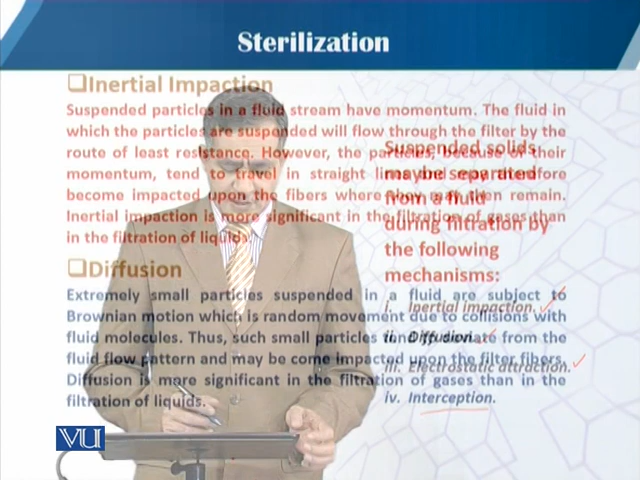 Sterilization
❑Inertial Impaction
Suspended particles in a fluid stream have momentum. The fluid in
which the particles are suspended will flow through the filter by the
route of least resistance. However, the particles, because of their
momentum, tend to travel in straight lines and may therefore
become impacted upon the fibers where they may then remain.
Inertial impaction is more significant in the filtration of gases than
in the filtration of liquids.
❑Diffusion
Extremely small particles suspended in a fluid are subject to
Brownian motion which is random movement due to collisions with
fluid molecules. Thus, such small particles tend to deviate from the
fluid flow pattern and may be come impacted upon the filter fibers.
Diffusion is more significant in the filtration of gases than in the
filtration of liquids.
Suspended solids
maybe separated
from a fluid
during filtration by
the following
mechanisms:
i. Inertial impaction.
ii. Diffusion.
iii. Electrostatic attraction.
iv. Interception.
VU